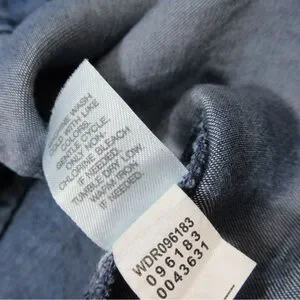 MACHINE WASH
COLD WITH LIKE
COLORS.
GENTLE CYCLE.
ONLY NON-
CHLORINE BLEACH
IF NEEDED.
TUMBLE DRY LOW.
WARM IRON
IF NEEDED.
WDR096183
096183
0043631